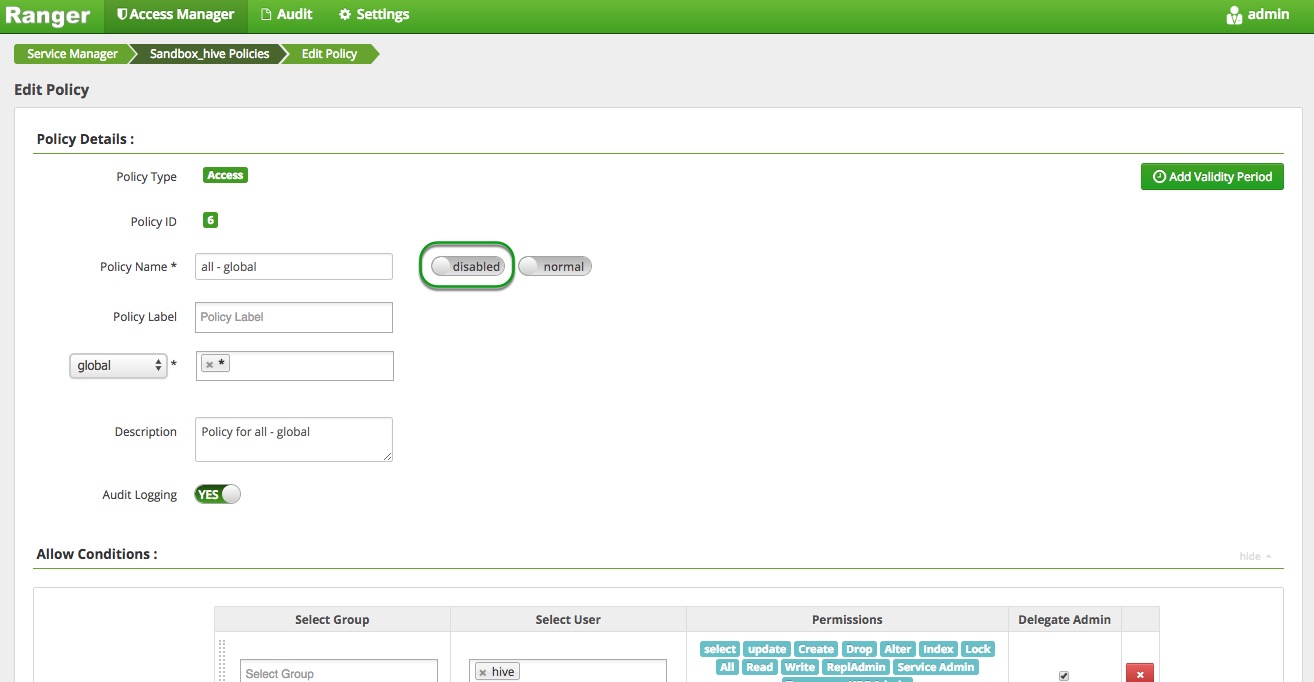 Ranger Access Manager Audit Settings admin
Service Manager Sandbox_hive Policies Edit Policy
Edit Policy
Policy Details :
Policy Type Access Add Validity Period
Policy ID 6
Policy Name * all - global disabled normal
Policy Label Policy Label
global * × *
Description Policy for all - global
Audit Logging YES
Allow Conditions : hide
Select Group Select User Permissions Delegate Admin
select update Create Drop Alter Index Lock
All Read Write ReplAdmin Service Admin
Select Group × hive ×